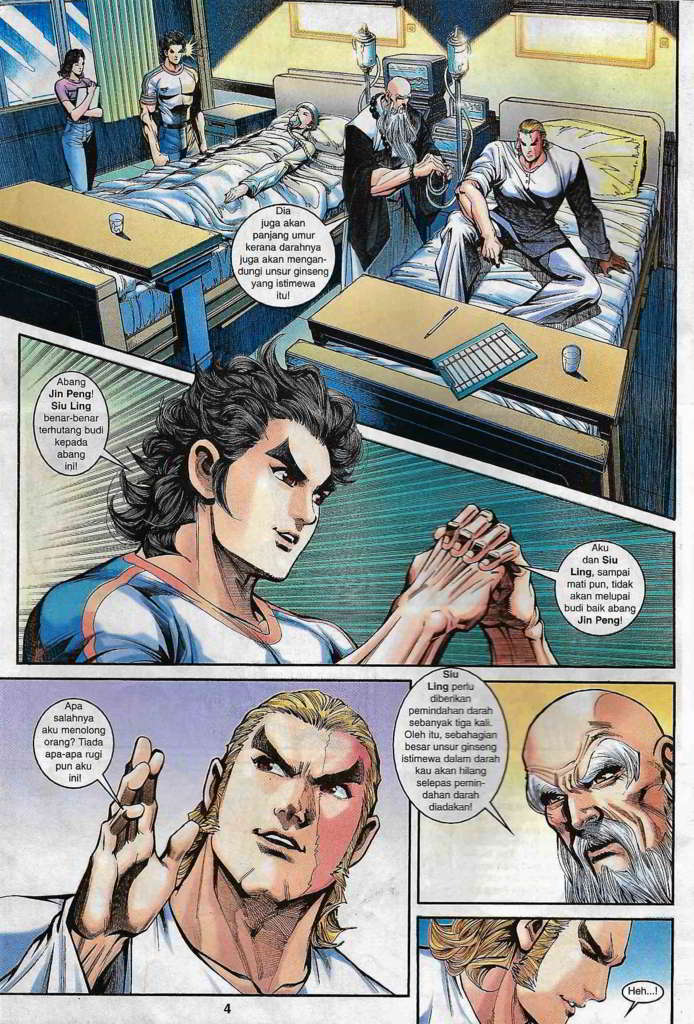 Dia
juga akan
panjang umur
kerana darahnya
juga akan mengan-
dungi unsur ginseng
yang istimewa
itu!
Abang
Jin Peng!
Siu Ling
benar-benar
terhutang budi
kepada
abang
ini!
Aku
dan Siu
Ling, sampai
mati pun, tidak
akan melupai
budi baik abang
Jin Peng!
Apa
salahnya
aku menolong
orang? Tiada
apa-apa rugi
pun aku
ini!
Siu
Ling perlu
diberikan
pemindahan darah
sebanyak tiga kali.
Oleh itu, sebahagian
besar unsur ginseng
istimewa dalam darah
kau akan hilang
selepas pemin-
dahan darah
diadakan!
Heh...!
4